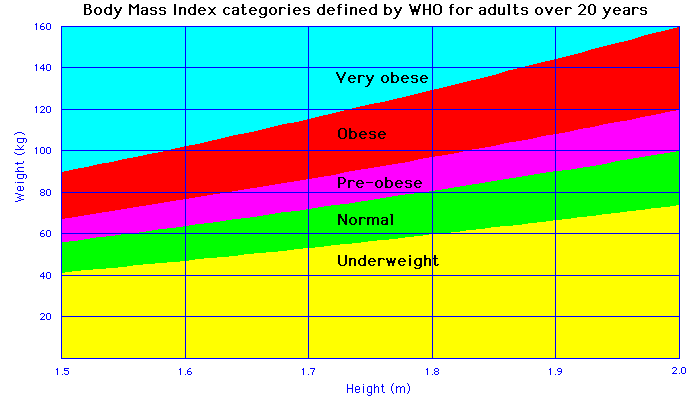 Body Mass Index categories defined by WHO for adults over 20 years
160
140
120
100
80
60
40
20
Weight (kg)
Very obese
Obese
Pre-obese
Normal
Underweight
1.5 1.6 1.7 1.8 1.9 2.0
Height (m)